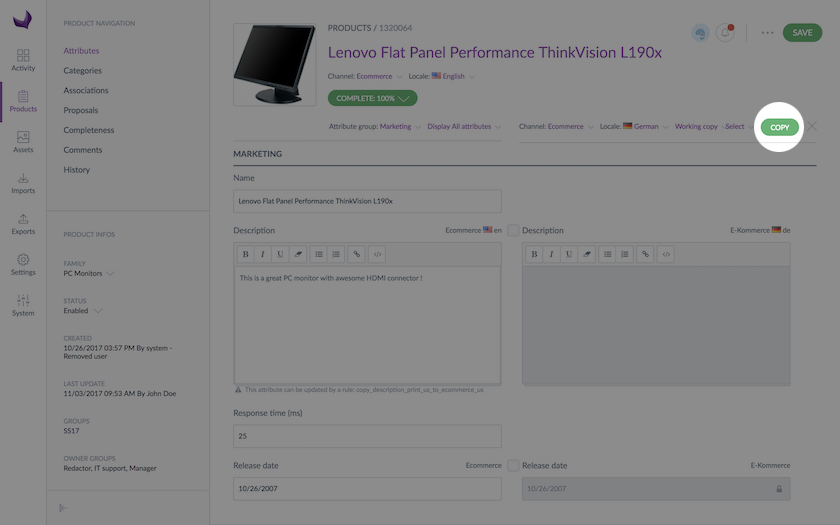 Activity
Products
Assets
Imports
Exports
Settings
System
PRODUCT NAVIGATION
Attributes
Categories
Associations
Proposals
Completeness
Comments
History
PRODUCT INFOS
FAMILY
PC Monitors
STATUS
Enabled
CREATED
10/26/2017 03:57 PM By system -
Removed user
LAST UPDATE
11/03/2017 09:53 AM By John Doe
GROUPS
SS17
OWNER GROUPS
Redactor, IT support, Manager
PRODUCTS / 1320064
Lenovo Flat Panel Performance ThinkVision L190x
Channel: Ecommerce Locale: English
COMPLETE: 100%
SAVE
Attribute group: Marketing Display All attributes
Channel: Ecommerce Locale: German Working copy Select COPY
MARKETING
Name
Lenovo Flat Panel Performance ThinkVision L190x
Description Ecommerce en
Description E-Kommerce de
B I U
B I U
This is a great PC monitor with awesome HDMI connector !
This attribute can be updated by a rule: copy_description_print_us_to_ecommerce_us
Response time (ms)
25
Release date Ecommerce
Release date E-Kommerce
10/26/2007
10/26/2007